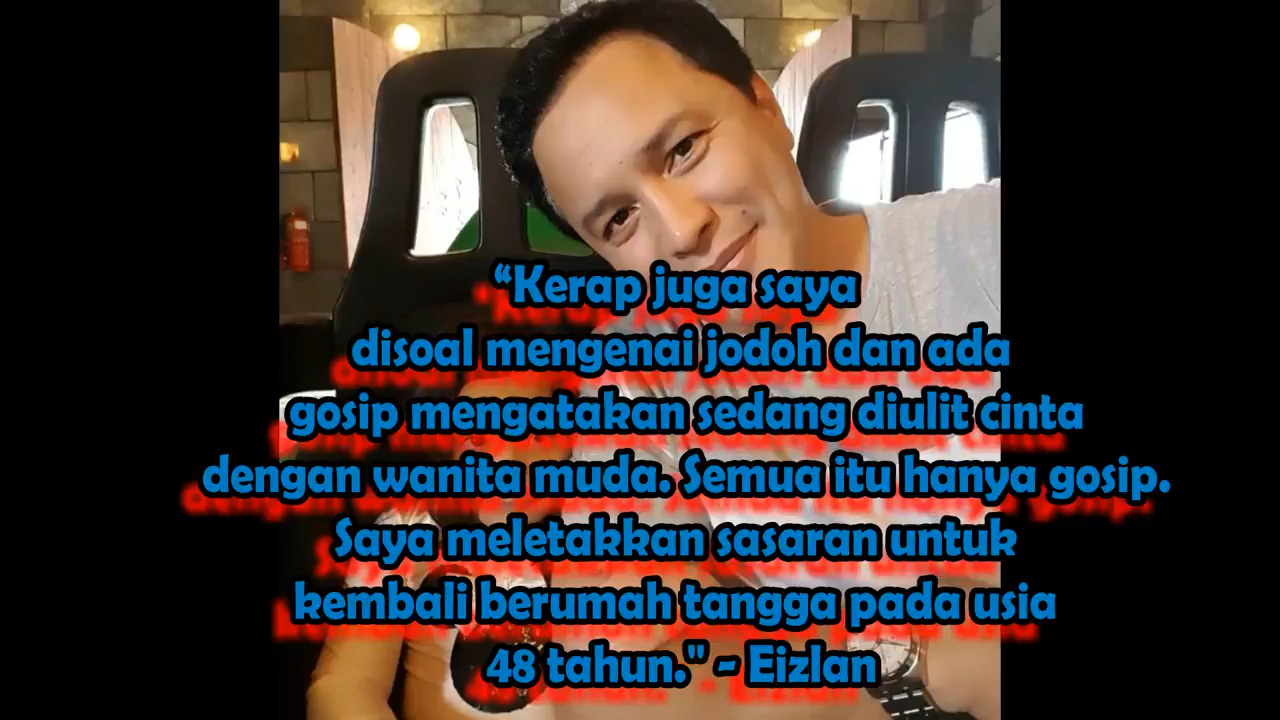 “Kerap juga saya
disoal mengenai jodoh dan ada
gosip mengatakan sedang diulit cinta
dengan wanita muda. Semua itu hanya gosip.
Saya meletakkan sasaran untuk
kembali berumah tangga pada usia
48 tahun." - Eizlan